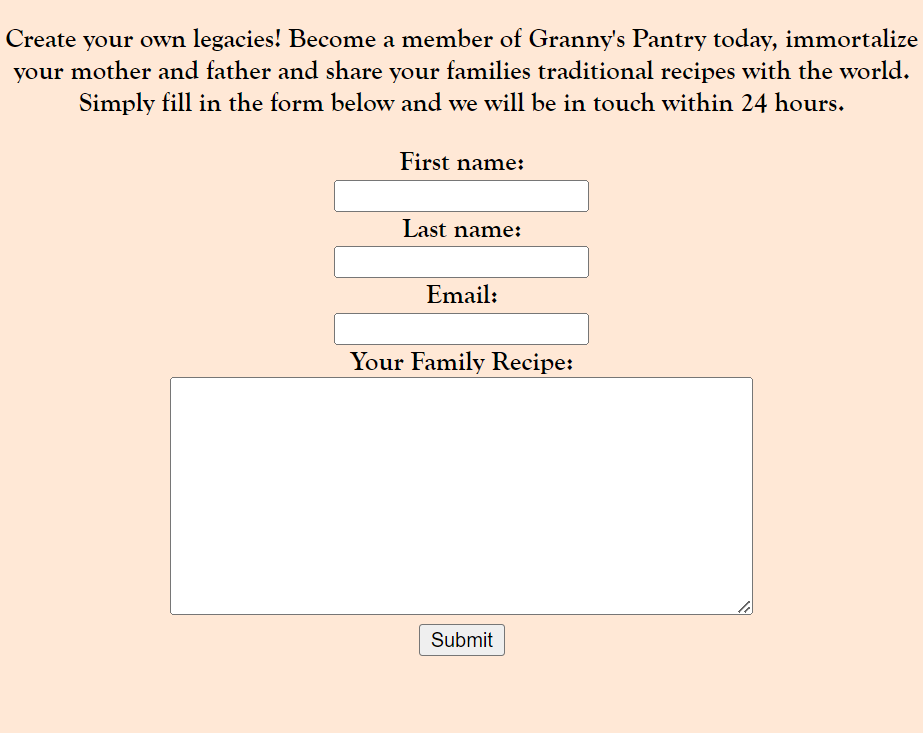 Create your own legacies! Become a member of Granny's Pantry today, immortalize
your mother and father and share your families traditional recipes with the world.
Simply fill in the form below and we will be in touch within 24 hours.
First name:
Last name:
Email:
Your Family Recipe:
Submit